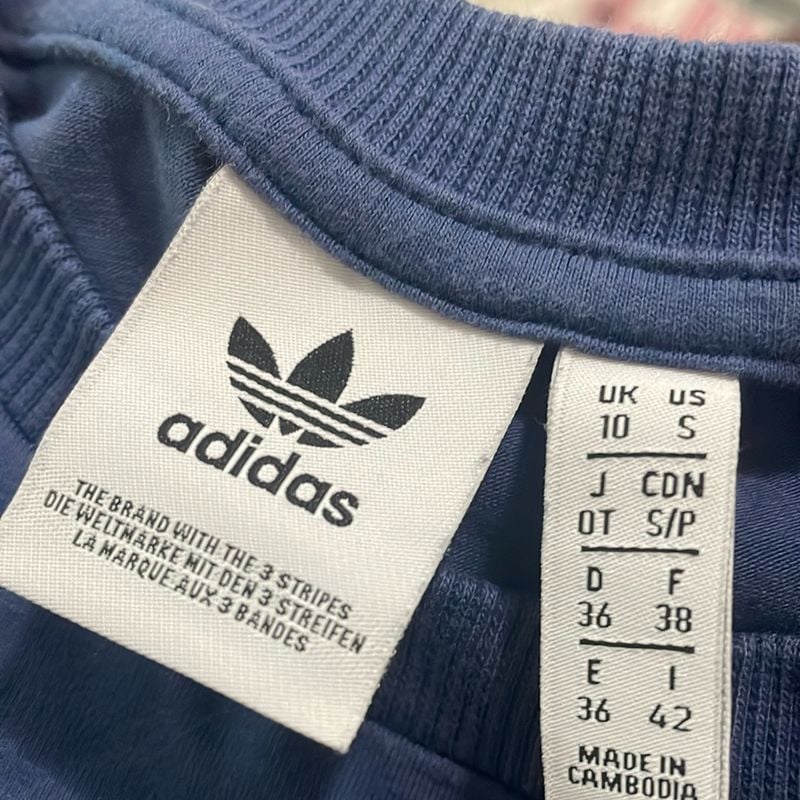 adidas
THE BRAND WITH THE 3 STRIPES
DIE WELTMARKE MIT DEN 3 STREIFEN
LA MARQUE AUX 3 BANDES
UK US
10 S
J CDN
OT S/P
D F
36 38
E I
36 42
MADE IN
CAMBODIA